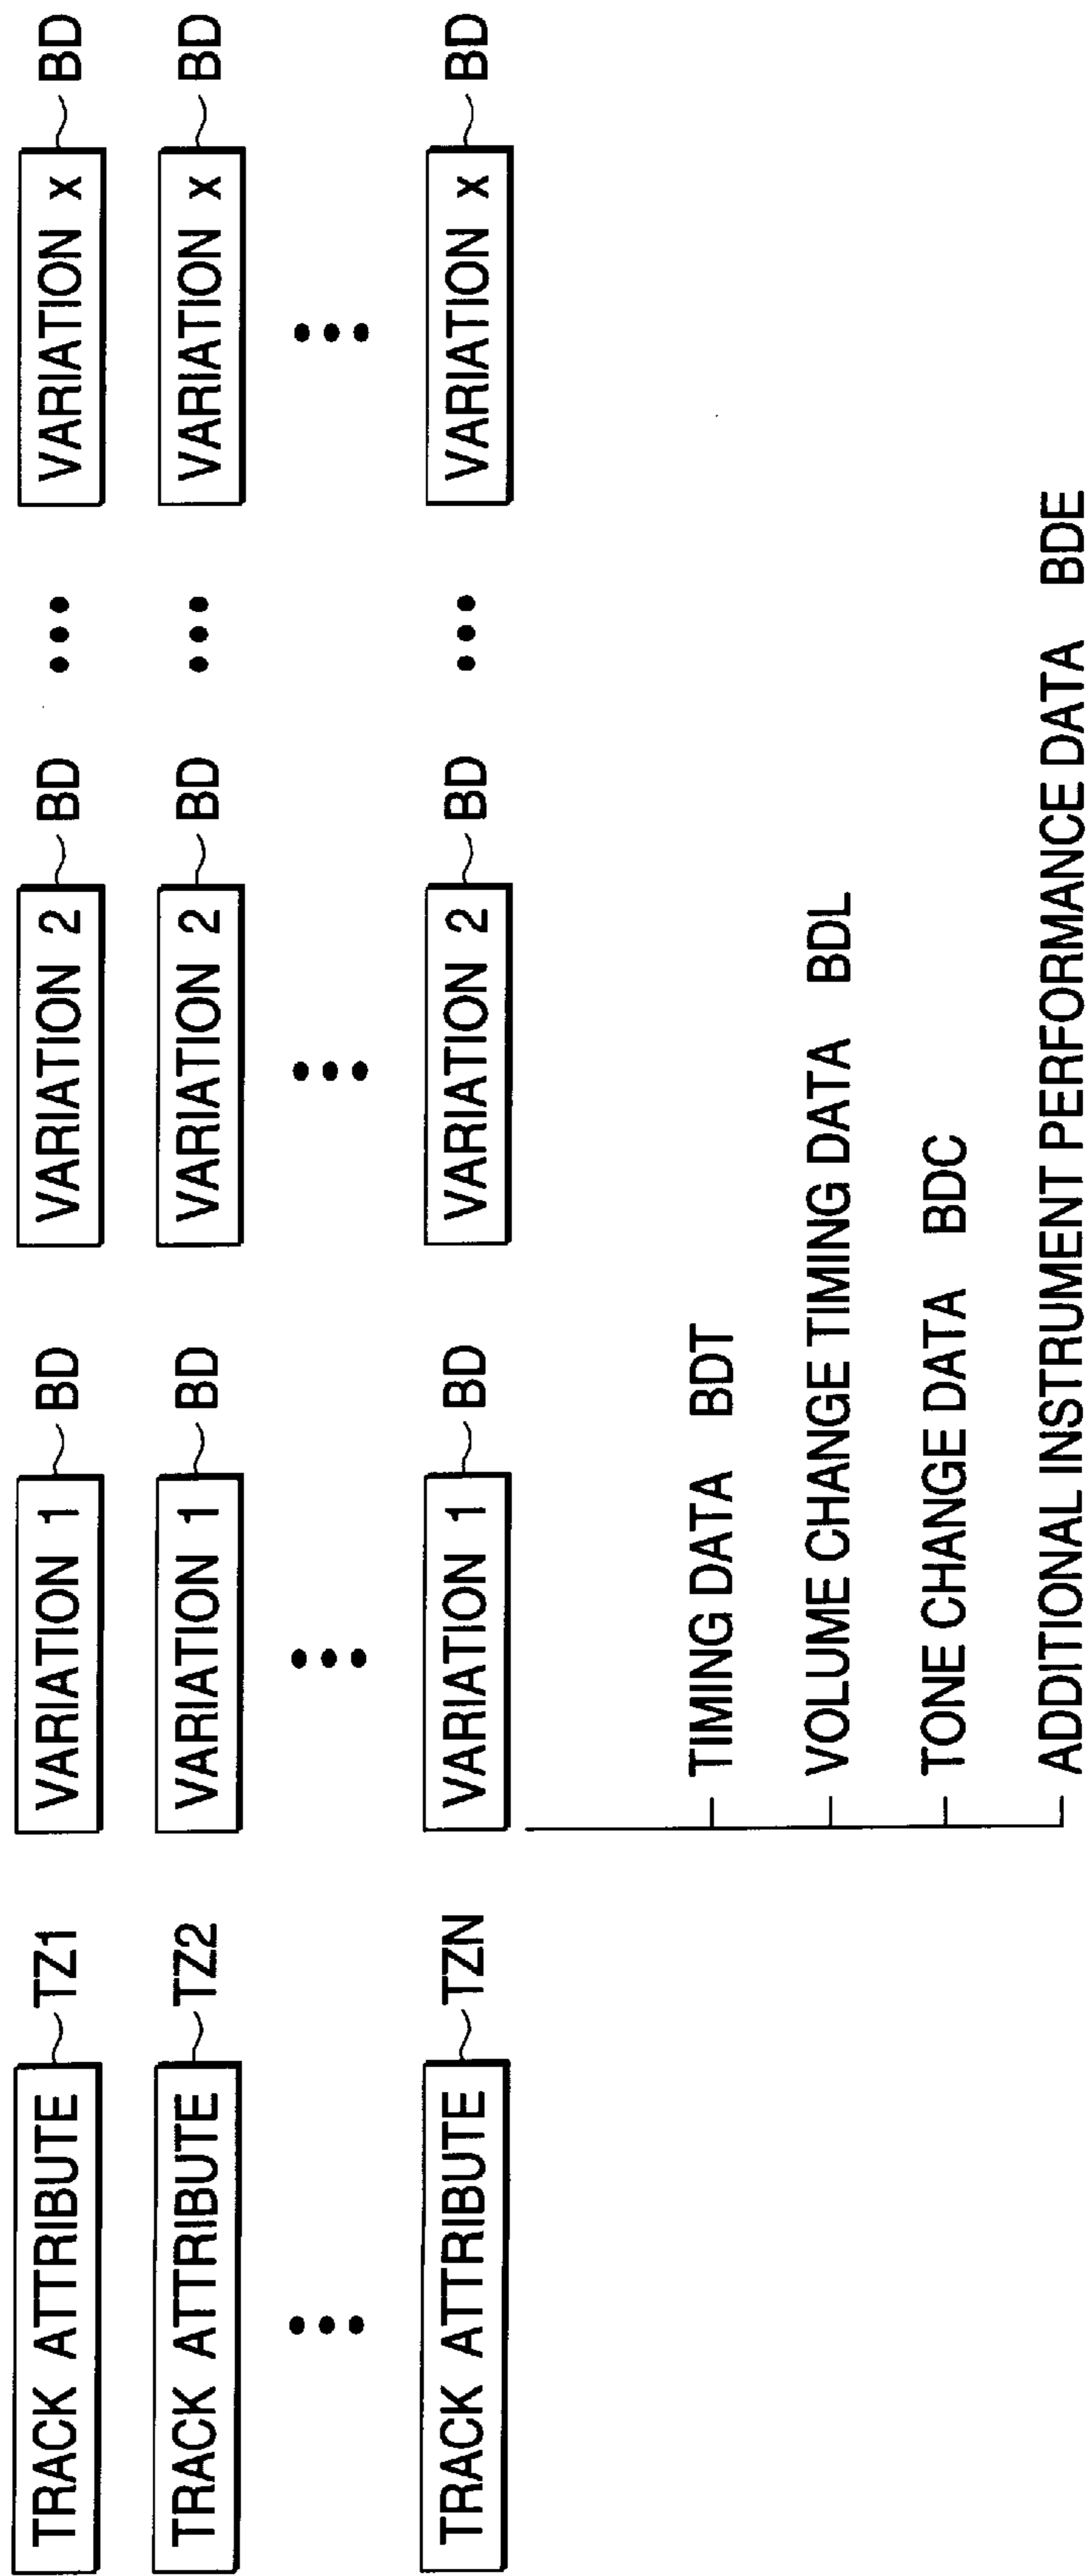 TRACK ATTRIBUTE TZ1 VARIATION 1 BD VARIATION 2 BD ••• VARIATION x BD
TRACK ATTRIBUTE TZ2 VARIATION 1 BD VARIATION 2 BD ••• VARIATION x BD
TRACK ATTRIBUTE TZN VARIATION 1 BD VARIATION 2 BD ••• VARIATION x BD
TIMING DATA BDT
VOLUME CHANGE TIMING DATA BDL
TONE CHANGE DATA BDC
ADDITIONAL INSTRUMENT PERFORMANCE DATA BDE